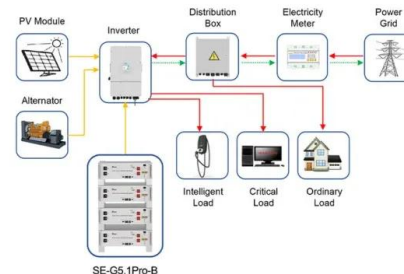 PV Module
Inverter
Distribution
Box
Electricity
Meter
Power
Grid
Alternator
Intelligent
Load
Critical
Load
Ordinary
Load
SE-G5.1Pro-B